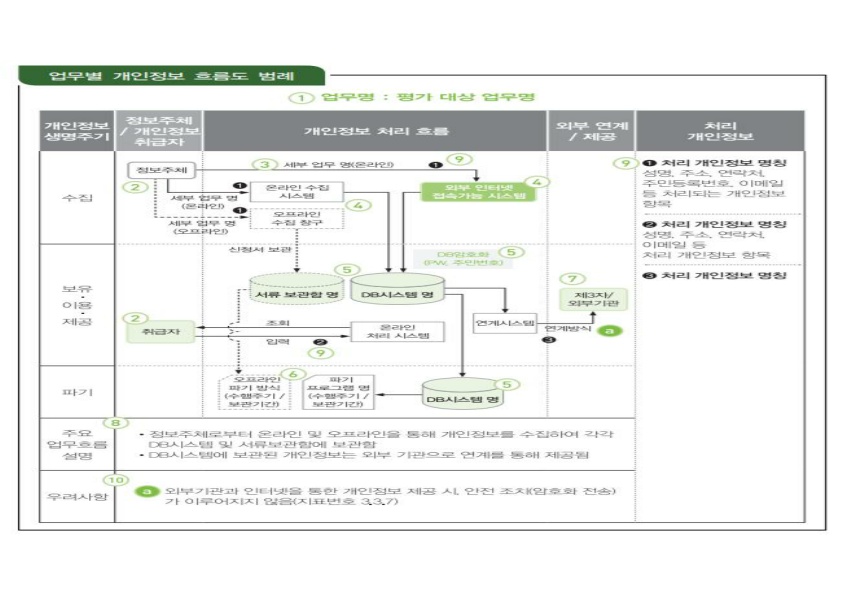 업무별 개인정보 흐름도 범례
① 업무명 : 평가 대상 업무명
개인정보
생명주기
정보주체
/ 개인정보
취급자
개인정보 처리 흐름
외부 연계
/ 제공
처리
개인정보
수집
정보주체
②
③ 세부 업무 명(온라인)
❶
⑨
❶
온라인 수집
시스템
세부 업무 명
(온라인)
❶
오프라인
수집 창구
④
세부 업무 명
(오프라인)
외부 인터넷
접속가능 시스템
④
신청서 보관
DB암호화
(PW, 주민번호)
⑤
⑨ ❶ 처리 개인정보 명칭
성명, 주소, 연락처,
주민등록번호, 이메일
등 처리되는 개인정보
항목
❷ 처리 개인정보 명칭
성명, 주소, 연락처,
이메일 등
처리 개인정보 항목
❸ 처리 개인정보 명칭
보유
·
이용
·
제공
⑤
서류 보관함 명
DB시스템 명
⑦
제3자/
외부기관
②
취급자
조회
입력
❷
⑨
온라인
처리 시스템
연계시스템
연계방식
a
❸
파기
⑥
오프라인
파기 방식
(수행주기 /
보관기간)
파기
프로그램 명
(수행주기 /
보관기간)
⑤
DB시스템 명
⑧
주요
업무흐름
설명
• 정보주체로부터 온라인 및 오프라인을 통해 개인정보를 수집하여 각각
DB시스템 및 서류보관함에 보관함
• DB시스템에 보관된 개인정보는 외부 기관으로 연계를 통해 제공됨
⑩
우려사항
a 외부기관과 인터넷을 통한 개인정보 제공 시, 안전 조치(암호화 전송)
가 이루어지지 않음(지표번호 3.3.7)